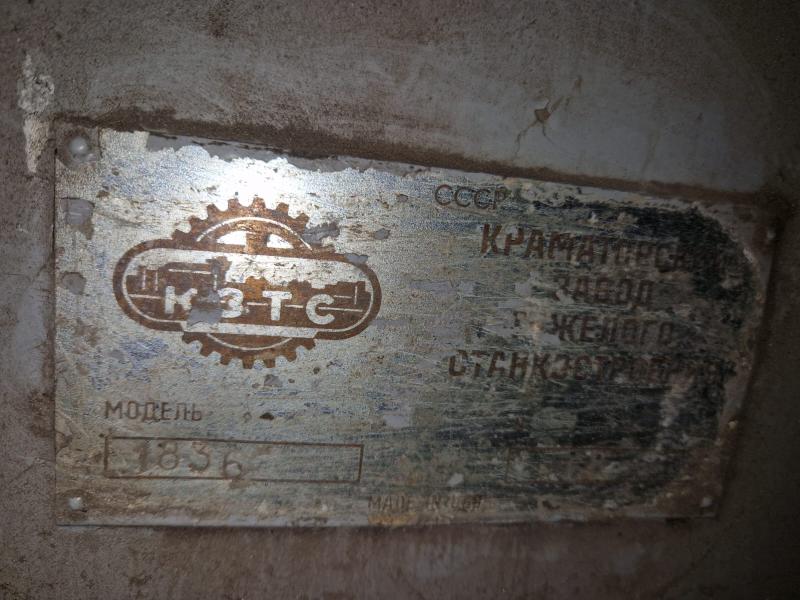 СССР
КРАМАТОРСКИЙ
ЗАВОД
ТЯЖЕЛОГО
СТАНКОСТРОЕНИЯ
КЗТС
МОДЕЛЬ
1836
MADE IN USSR